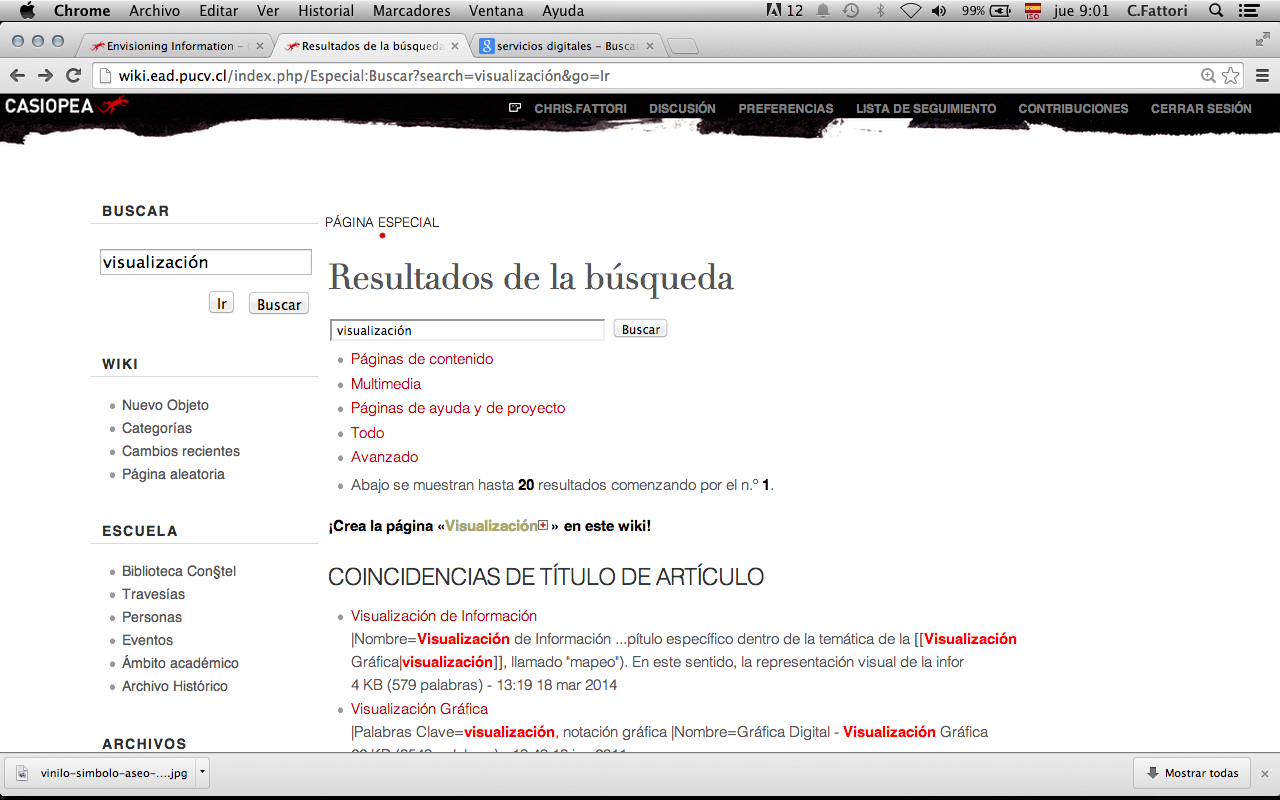 Chrome Archivo Editar Ver Historial Marcadores Ventana Ayuda 12 99% ISO jue 9:01 C.Fattori
Envisioning Information – Resultados de la búsqueda servicios digitales – Busca
wiki.ead.pucv.cl/index.php/Especial:Buscar?search=visualización&go=Ir
CASIOPEA CHRIS.FATTORI DISCUSIÓN PREFERENCIAS LISTA DE SEGUIMIENTO CONTRIBUCIONES CERRAR SESIÓN
BUSCAR
visualización
Ir Buscar
WIKI
Nuevo Objeto
Categorías
Cambios recientes
Página aleatoria
ESCUELA
Biblioteca Con§tel
Travesías
Personas
Eventos
Ámbito académico
Archivo Histórico
ARCHIVOS
PÁGINA ESPECIAL
Resultados de la búsqueda
visualización Buscar
Páginas de contenido
Multimedia
Páginas de ayuda y de proyecto
Todo
Avanzado
Abajo se muestran hasta 20 resultados comenzando por el n.º 1.
¡Crea la página «Visualización» en este wiki!
COINCIDENCIAS DE TÍTULO DE ARTÍCULO
Visualización de Información
|Nombre=Visualización de Información ...pítulo específico dentro de la temática de la [[Visualización
Gráfica|visualización]], llamado "mapeo"). En este sentido, la representación visual de la infor
4 KB (579 palabras) - 13:19 18 mar 2014
Visualización Gráfica
|Palabras Clave=visualización, notación gráfica |Nombre=Gráfica Digital - Visualización Gráfica
vinilo-simbolo-aseo-....jpg Mostrar todas